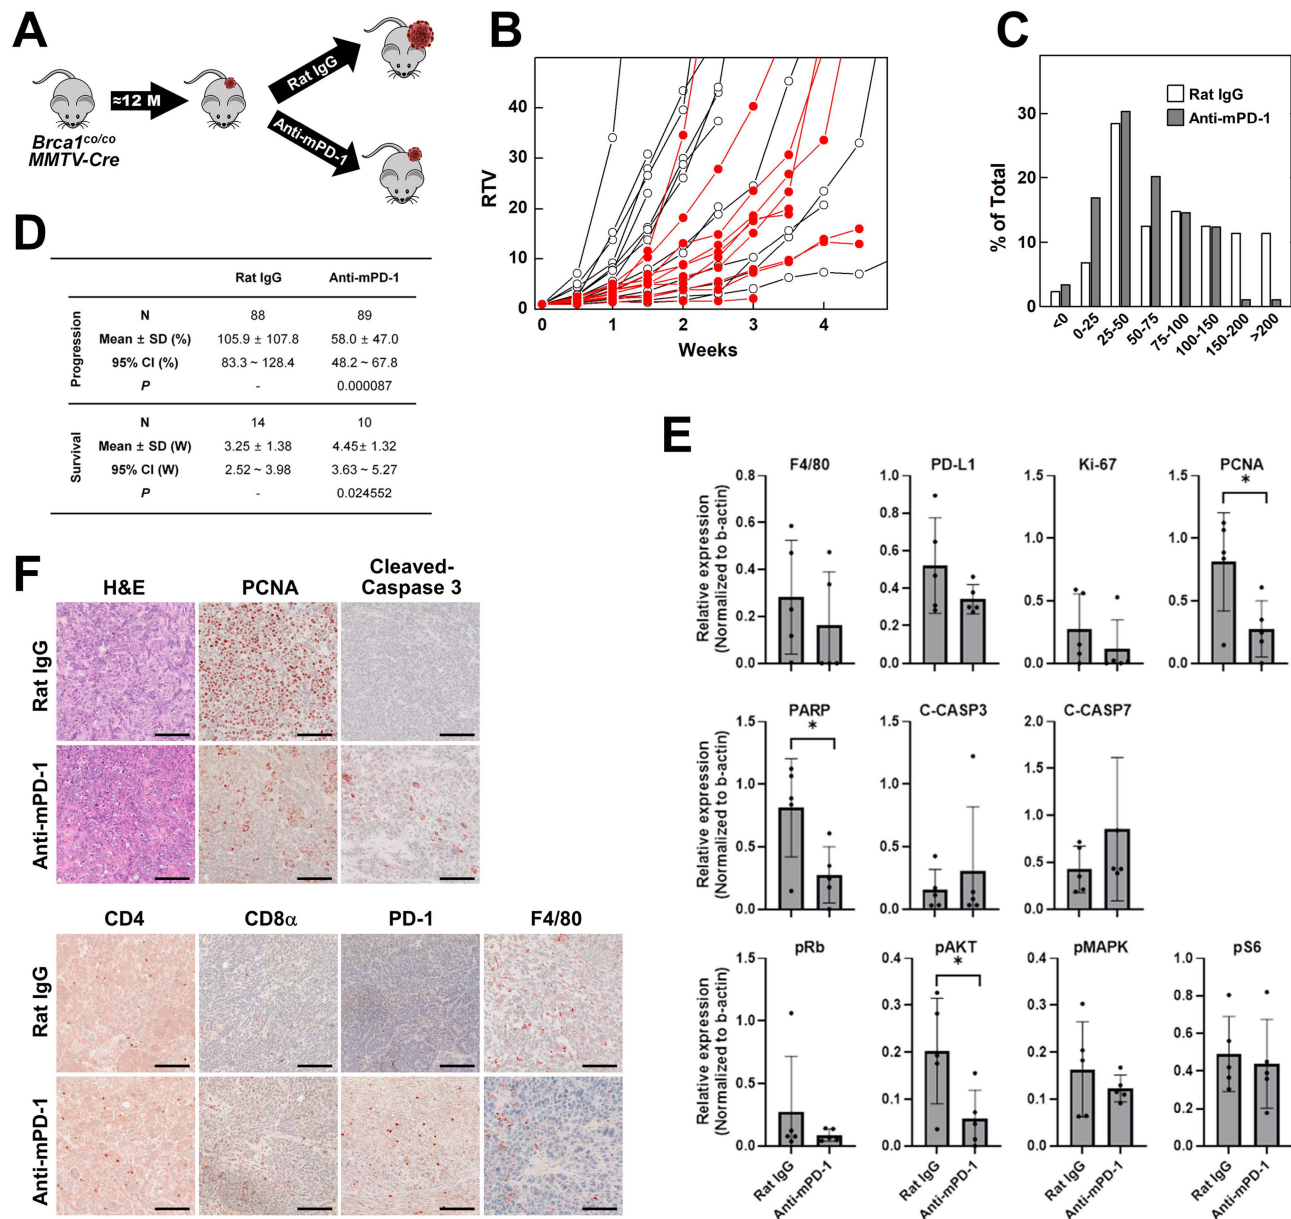 A
Brca1co/co
MMTV-Cre
≈12 M
Rat IgG
Anti-mPD-1
B
RTV
40
30
20
10
0
0 1 2 3 4
Weeks
C
% of Total
30
20
10
0
Rat IgG
Anti-mPD-1
<0 0-25 25-50 50-75 75-100 100-150 150-200 >200
D
Rat IgG Anti-mPD-1
Progression
N 88 89
Mean ± SD (%) 105.9 ± 107.8 58.0 ± 47.0
95% CI (%) 83.3 ~ 128.4 48.2 ~ 67.8
P - 0.000087
Survival
N 14 10
Mean ± SD (W) 3.25 ± 1.38 4.45± 1.32
95% CI (W) 2.52 ~ 3.98 3.63 ~ 5.27
P - 0.024552
E
Relative expression
(Normalized to b-actin)
F4/80
0.8
0.6
0.4
0.2
0.0
PD-L1
1.0
0.8
0.6
0.4
0.2
0.0
Ki-67
1.5
1.0
0.5
0.0
PCNA
*
1.5
1.0
0.5
0.0
Relative expression
(Normalized to b-actin)
PARP
*
1.5
1.0
0.5
0.0
C-CASP3
1.5
1.0
0.5
0.0
C-CASP7
2.0
1.5
1.0
0.5
0.0
Relative expression
(Normalized to b-actin)
pRb
1.5
1.0
0.5
0.0
Rat IgG
Anti-mPD-1
pAKT
*
0.4
0.3
0.2
0.1
0.0
Rat IgG
Anti-mPD-1
pMAPK
0.4
0.3
0.2
0.1
0.0
Rat IgG
Anti-mPD-1
pS6
1.0
0.8
0.6
0.4
0.2
0.0
Rat IgG
Anti-mPD-1
F
H&E PCNA Cleaved-
Caspase 3
Rat IgG
Anti-mPD-1
CD4 CD8α PD-1 F4/80
Rat IgG
Anti-mPD-1